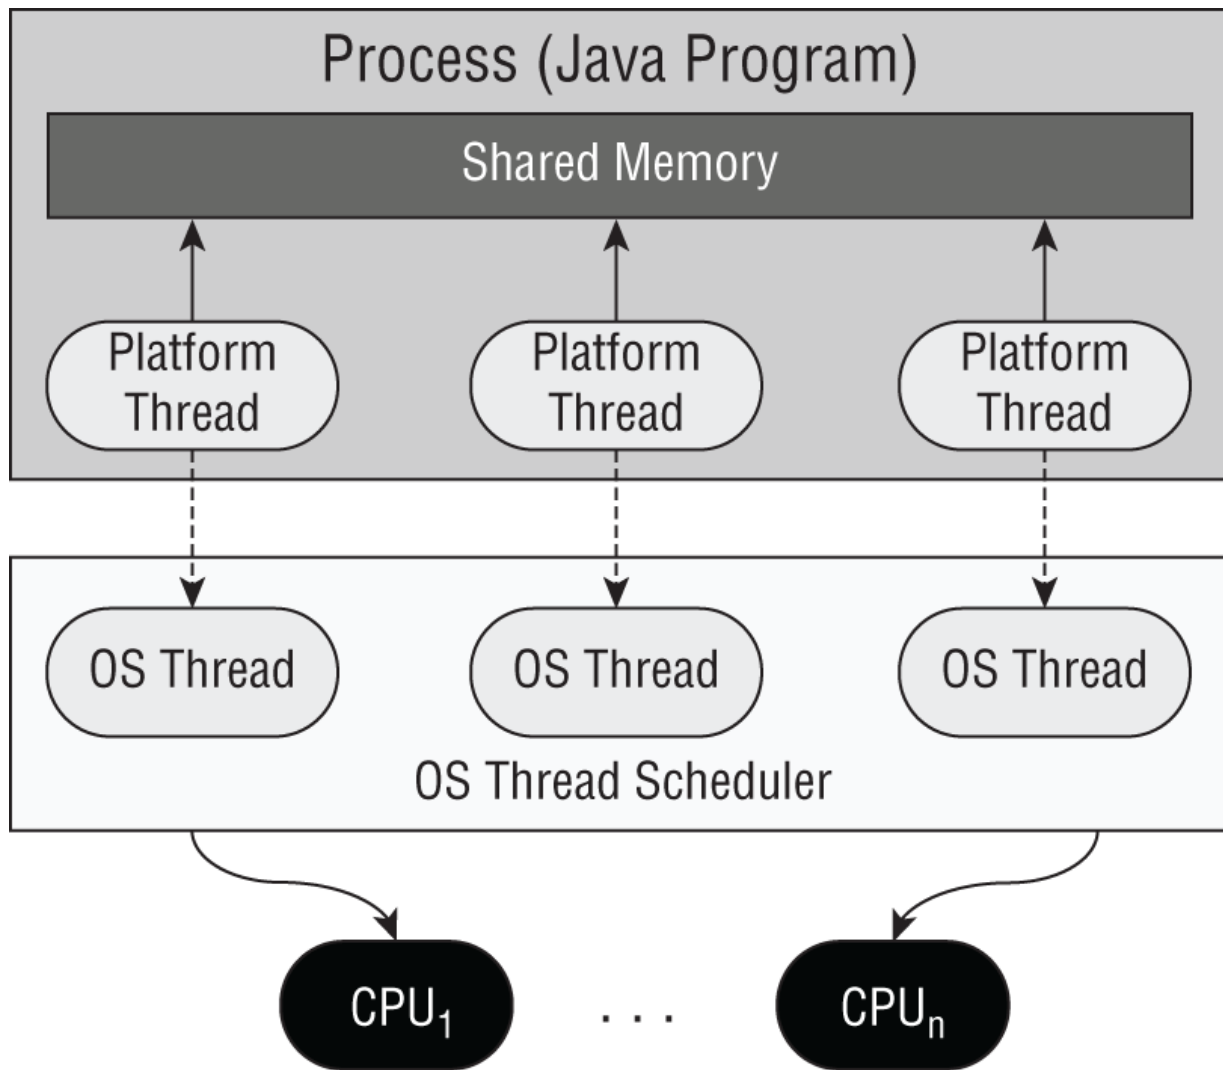 Process (Java Program)
Shared Memory
Platform
Thread
Platform
Thread
Platform
Thread
OS Thread
OS Thread
OS Thread
OS Thread Scheduler
CPU₁
. . .
CPUₙ